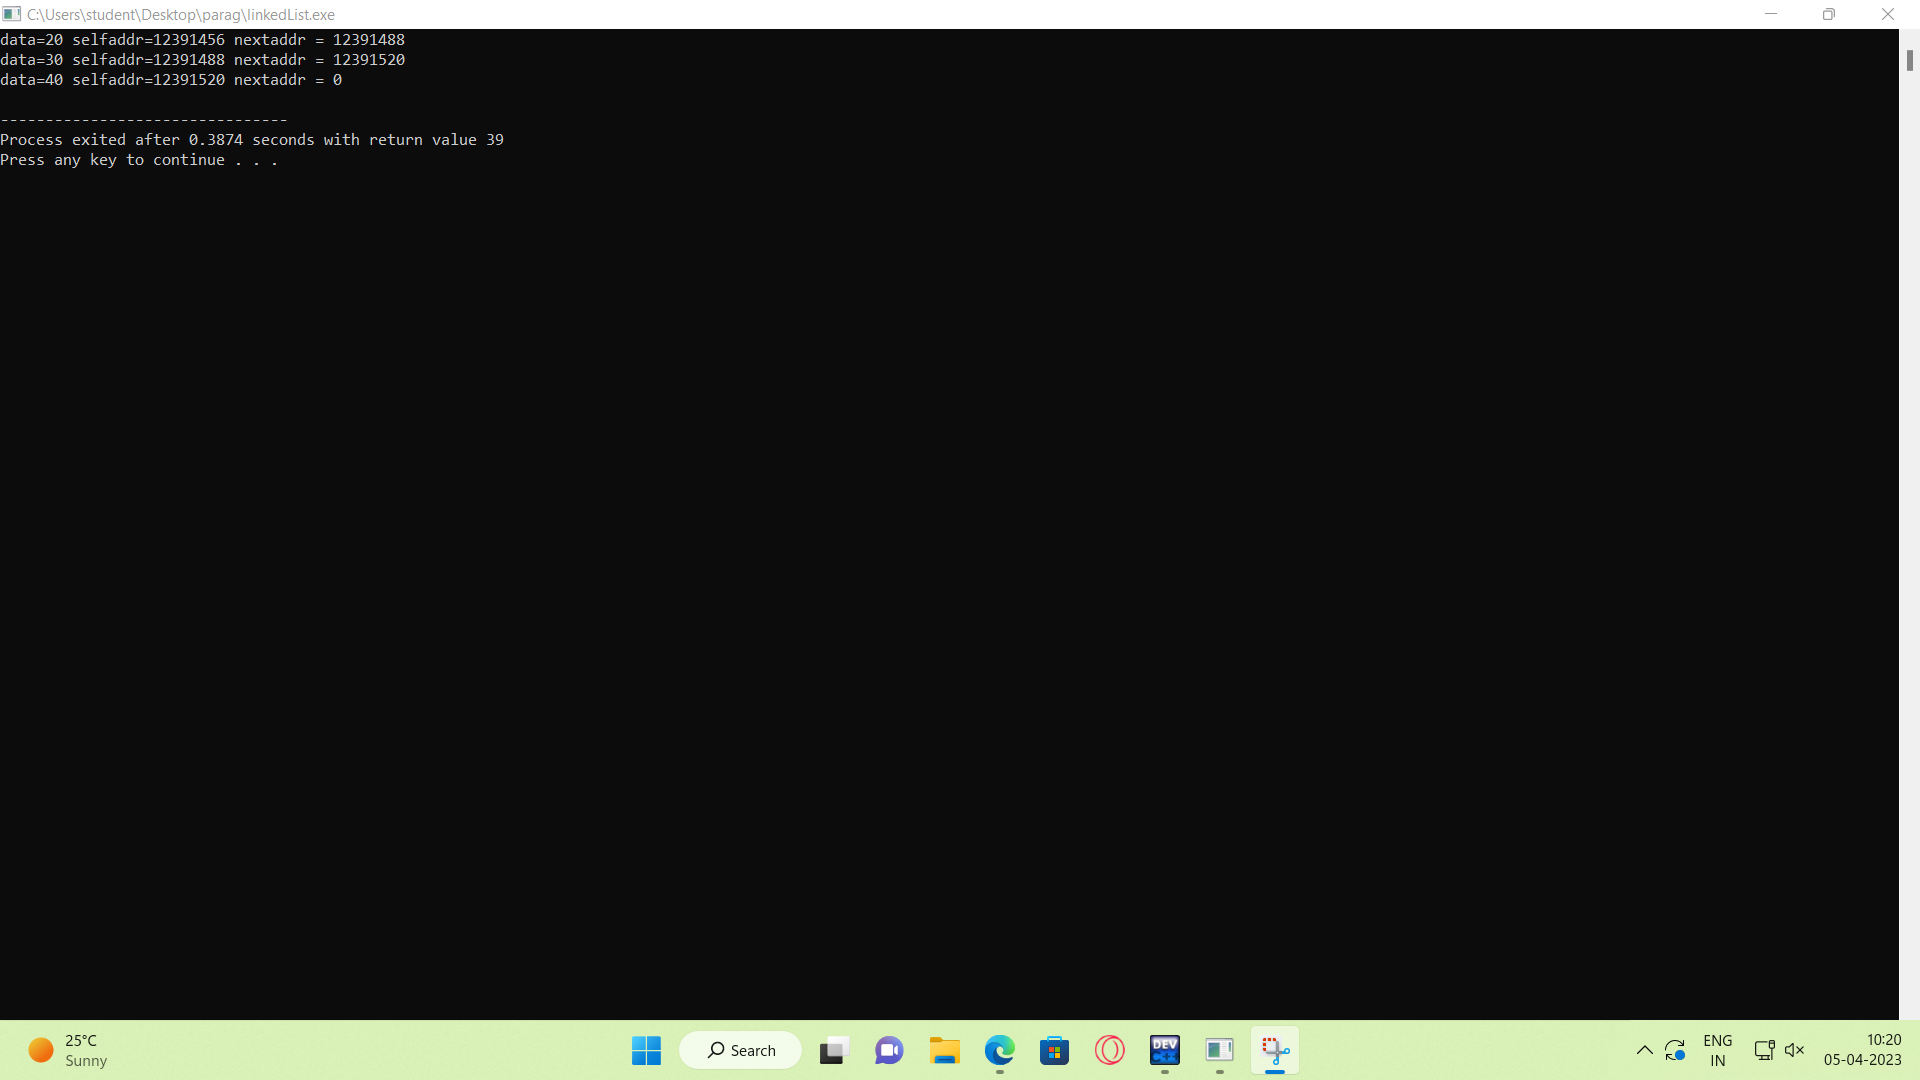 C:\Users\student\Desktop\parag\linkedList.exe
data=20 selfaddr=12391456 nextaddr = 12391488
data=30 selfaddr=12391488 nextaddr = 12391520
data=40 selfaddr=12391520 nextaddr = 0
--------------------------------
Process exited after 0.3874 seconds with return value 39
Press any key to continue . . .
25°C
Sunny
Search
DEV
C++
ENG
IN
10:20
05-04-2023